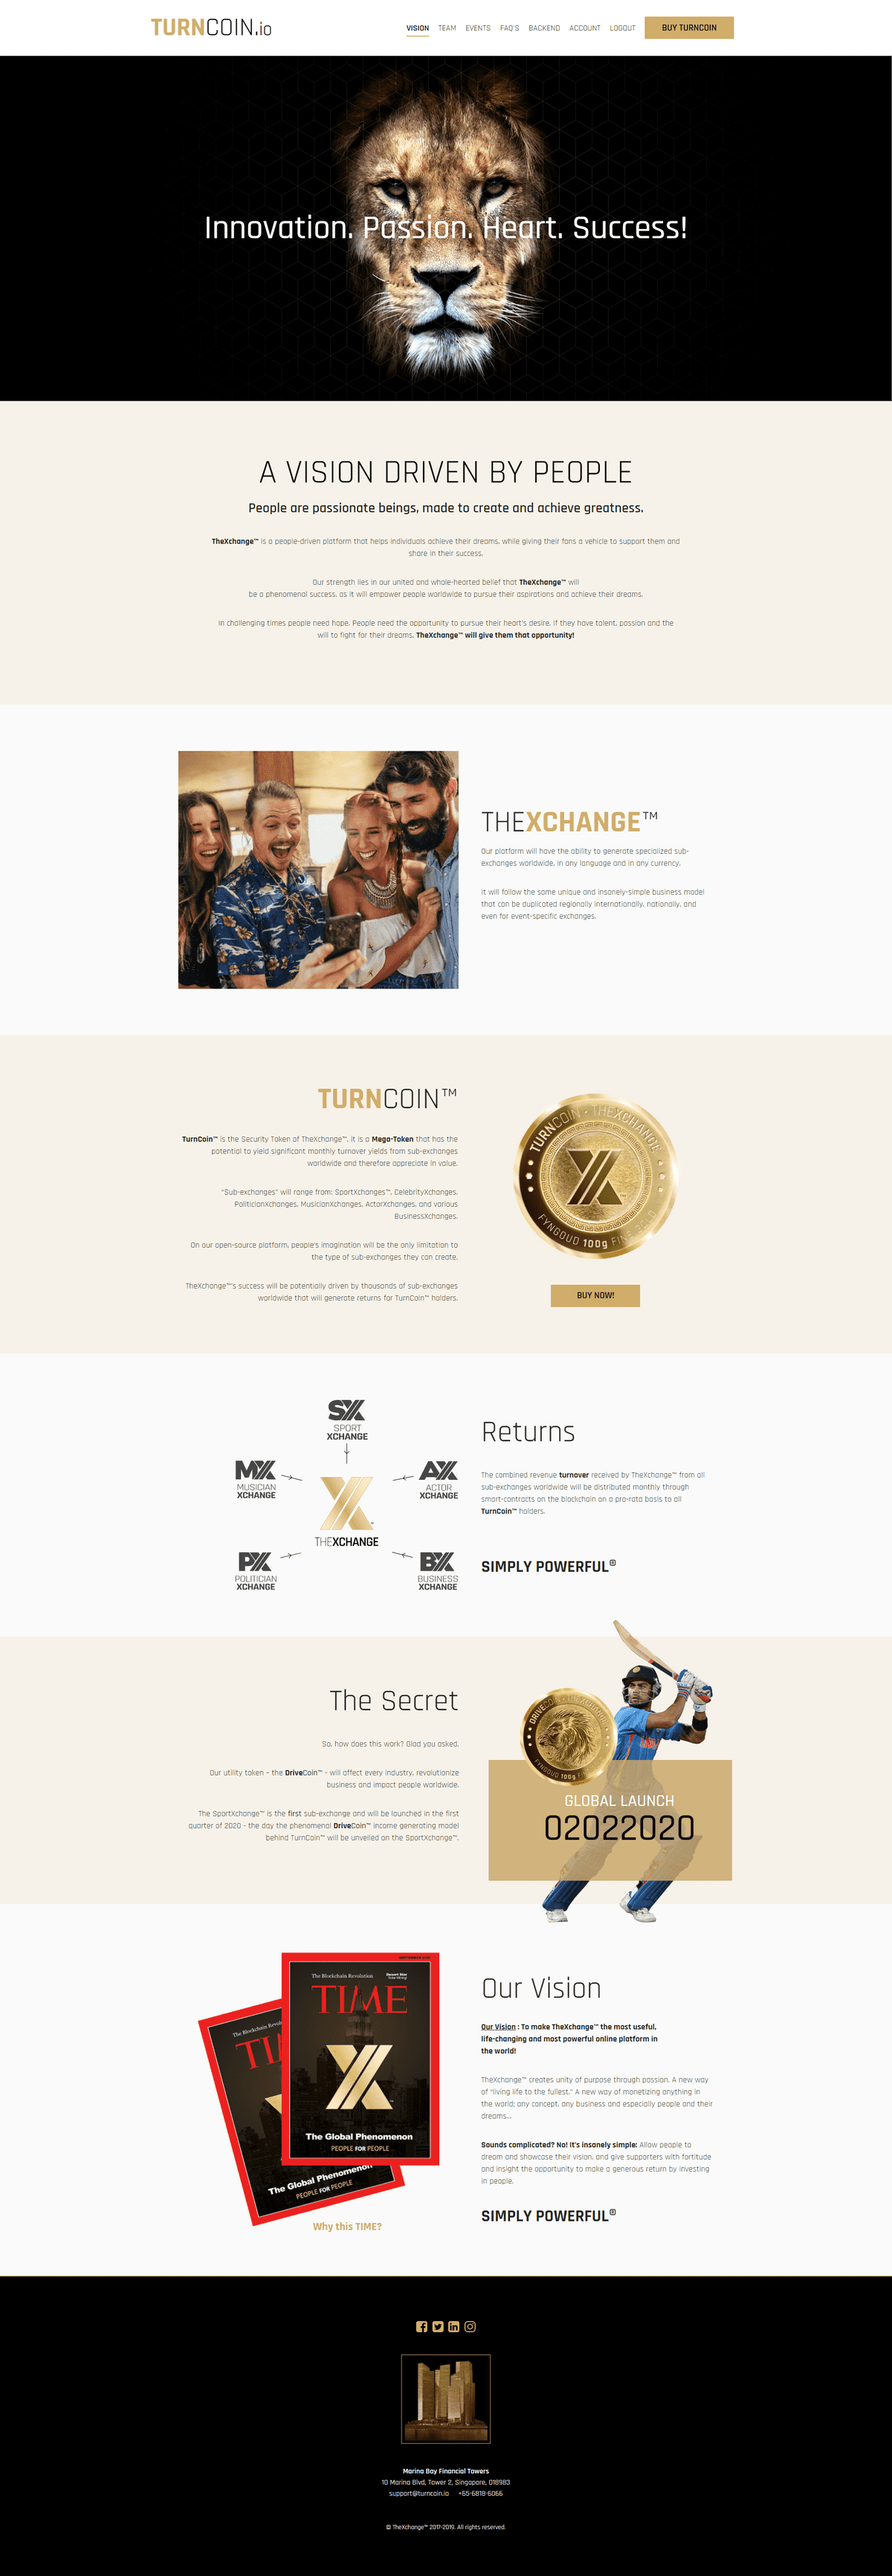 TURNCOIN.io
VISION TEAM EVENTS FAQ'S BACKEND ACCOUNT LOGOUT BUY TURNCOIN
Innovation. Passion. Heart. Success!
A VISION DRIVEN BY PEOPLE
People are passionate beings, made to create and achieve greatness.
TheXchange™ is a people-driven platform that helps individuals achieve their dreams, while giving their fans a vehicle to support them and
share in their success.
Our strength lies in our united and whole-hearted belief that TheXchange™ will
be a phenomenal success, as it will empower people worldwide to pursue their aspirations and achieve their dreams.
In challenging times people need hope. People need the opportunity to pursue their heart's desire. If they have talent, passion and the
will to fight for their dreams, TheXchange™ will give them that opportunity!
THEXCHANGE™
Our platform will have the ability to generate specialized sub-
exchanges worldwide, in any language and in any currency.
It will follow the same unique and insanely-simple business model
that can be duplicated regionally internationally, nationally, and
even for event-specific exchanges.
TURNCOIN™
TurnCoin™ is the Security Token of TheXchange™, it is a Mega-Token that has the
potential to yield significant monthly turnover yields from sub-exchanges
worldwide and therefore appreciate in value.
"Sub-exchanges" will range from: SportXchanges™, CelebrityXchanges,
PoliticianXchanges, MusicianXchanges, ActorXchanges, and various
BusinessXchanges.
On our open-source platform, people's imagination will be the only limitation to
the type of sub-exchanges they can create.
TheXchange™'s success will be potentially driven by thousands of sub-exchanges
worldwide that will generate returns for TurnCoin™ holders.
TURNCOIN • THEXCHANGE
FYNGOUD 100g FINE GOLD
BUY NOW!
SX
SPORT
XCHANGE
MX
MUSICIAN
XCHANGE
AX
ACTOR
XCHANGE
X
THEXCHANGE
PX
POLITICIAN
XCHANGE
BX
BUSINESS
XCHANGE
Returns
The combined revenue turnover received by TheXchange™ from all
sub-exchanges worldwide will be distributed monthly through
smart-contracts on the blockchain on a pro-rata basis to all
TurnCoin™ holders.
SIMPLY POWERFUL®
The Secret
So, how does this work? Glad you asked.
Our utility token – the DriveCoin™ - will affect every industry, revolutionize
business and impact people worldwide.
The SportXchange™ is the first sub-exchange and will be launched in the first
quarter of 2020 - the day the phenomenal DriveCoin™ income generating model
behind TurnCoin™ will be unveiled on the SportXchange™.
DRIVECOIN • THEXCHANGE
FYNGOUD 100g
GLOBAL LAUNCH
02022020
The Blockchain Revolution
TIME
The Global Phenomenon
PEOPLE FOR PEOPLE
The Blockchain Revol
TI
The Global Phenomenon
PEOPLE FOR PEOPLE
Why this TIME?
Our Vision
Our Vision : To make TheXchange™ the most useful,
life-changing and most powerful online platform in
the world!
TheXchange™ creates unity of purpose through passion. A new way
of "living life to the fullest." A new way of monetizing anything in
the world; any concept, any business and especially people and their
dreams...
Sounds complicated? No! It's insanely simple: Allow people to
dream and showcase their vision, and give supporters with fortitude
and insight the opportunity to make a generous return by investing
in people.
SIMPLY POWERFUL®
Marina Bay Financial Towers
10 Marina Blvd, Tower 2, Singapore, 018983
support@turncoin.io +65-6818-6066
© TheXchange™ 2017-2019. All rights reserved.